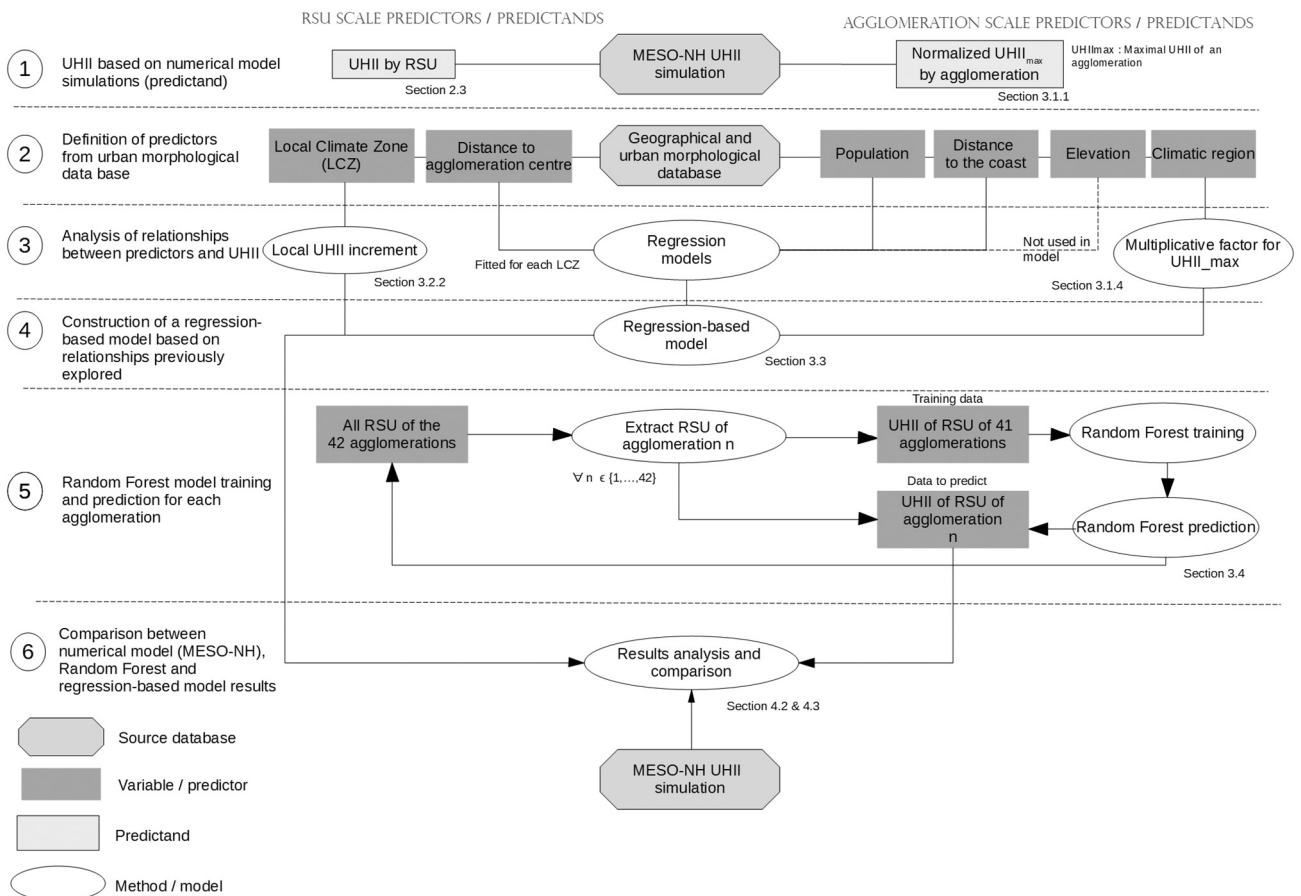 RSU SCALE PREDICTORS / PREDICTANDS
AGGLOMERATION SCALE PREDICTORS / PREDICTANDS
1
UHII based on numerical model
simulations (predictand)
UHII by RSU
Section 2.3
MESO-NH UHII
simulation
Normalized UHIImax
by agglomeration
Section 3.1.1
UHIImax : Maximal UHII of an
agglomeration
2
Definition of predictors
from urban morphological
data base
Local Climate Zone
(LCZ)
Distance to
agglomeration centre
Geographical and
urban morphological
database
Population
Distance
to the coast
Elevation
Climatic region
3
Analysis of relationships
between predictors and UHII
Local UHII increment
Section 3.2.2
Fitted for each LCZ
Regression
models
Not used in
model
Multiplicative factor for
UHII_max
Section 3.1.4
4
Construction of a regression-
based model based on
relationships previously
explored
Regression-based
model
Section 3.3
5
Random Forest model training
and prediction for each
agglomeration
All RSU of the
42 agglomerations
Extract RSU of
agglomeration n
∀ n ϵ {1,...,42}
Training data
UHII of RSU of 41
agglomerations
Random Forest training
Data to predict
UHII of RSU of
agglomeration
n
Random Forest prediction
Section 3.4
6
Comparison between
numerical model (MESO-NH),
Random Forest and
regression-based model results
Results analysis and
comparison
Section 4.2 & 4.3
MESO-NH UHII
simulation
Source database
Variable / predictor
Predictand
Method / model